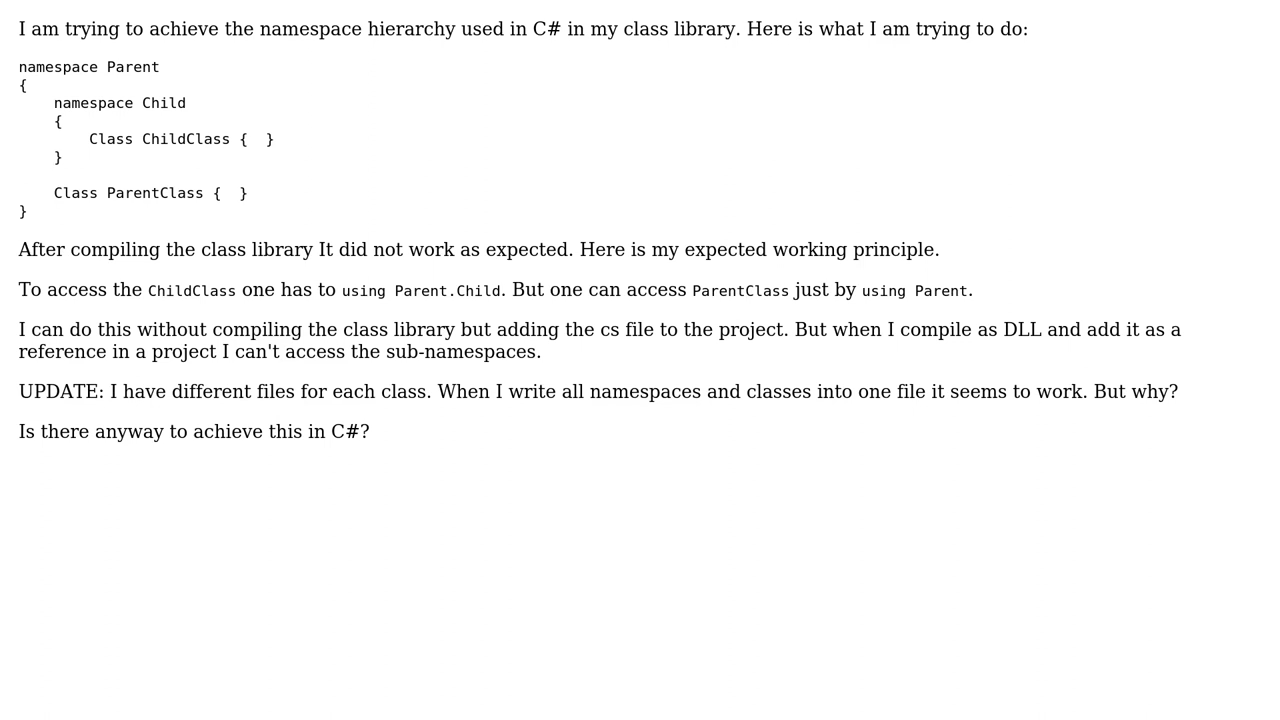 I am trying to achieve the namespace hierarchy used in C# in my class library. Here is what I am trying to do:
namespace Parent
{
    namespace Child
    {
        Class ChildClass {  }
    }

    Class ParentClass {  }
}
After compiling the class library It did not work as expected. Here is my expected working principle.
To access the ChildClass one has to using Parent.Child. But one can access ParentClass just by using Parent.
I can do this without compiling the class library but adding the cs file to the project. But when I compile as DLL and add it as a
reference in a project I can't access the sub-namespaces.
UPDATE: I have different files for each class. When I write all namespaces and classes into one file it seems to work. But why?
Is there anyway to achieve this in C#?